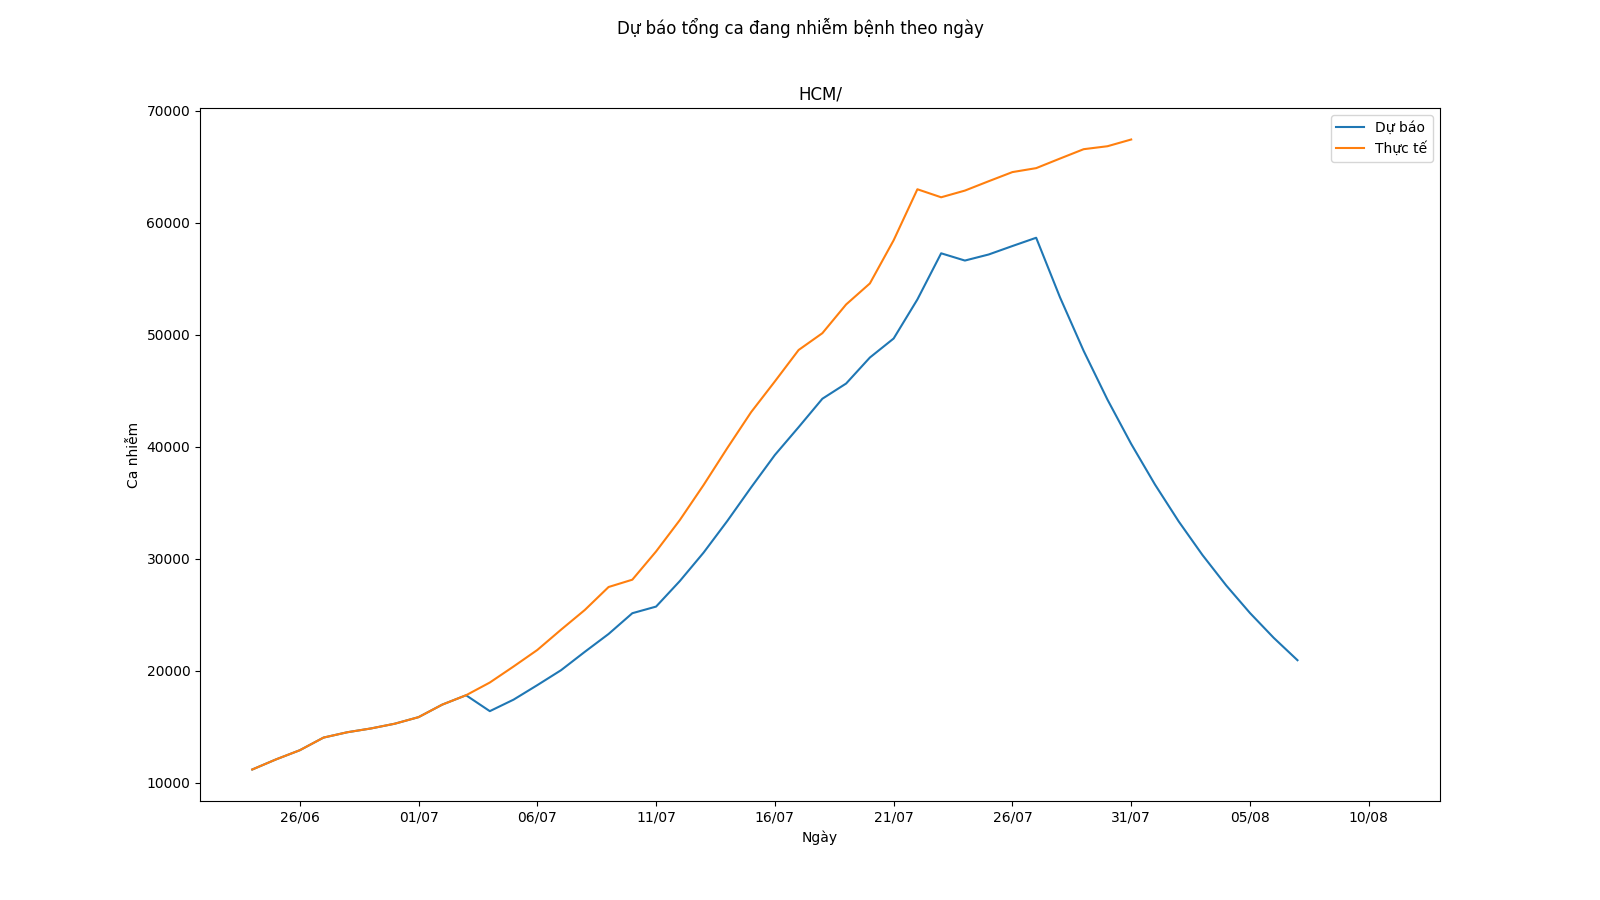 Dự báo tổng ca đang nhiễm bệnh theo ngày
HCM/
Dự báo
Thực tế
70000
60000
50000
40000
30000
20000
10000
Ca nhiễm
26/06
01/07
06/07
11/07
16/07
21/07
26/07
31/07
05/08
10/08
Ngày